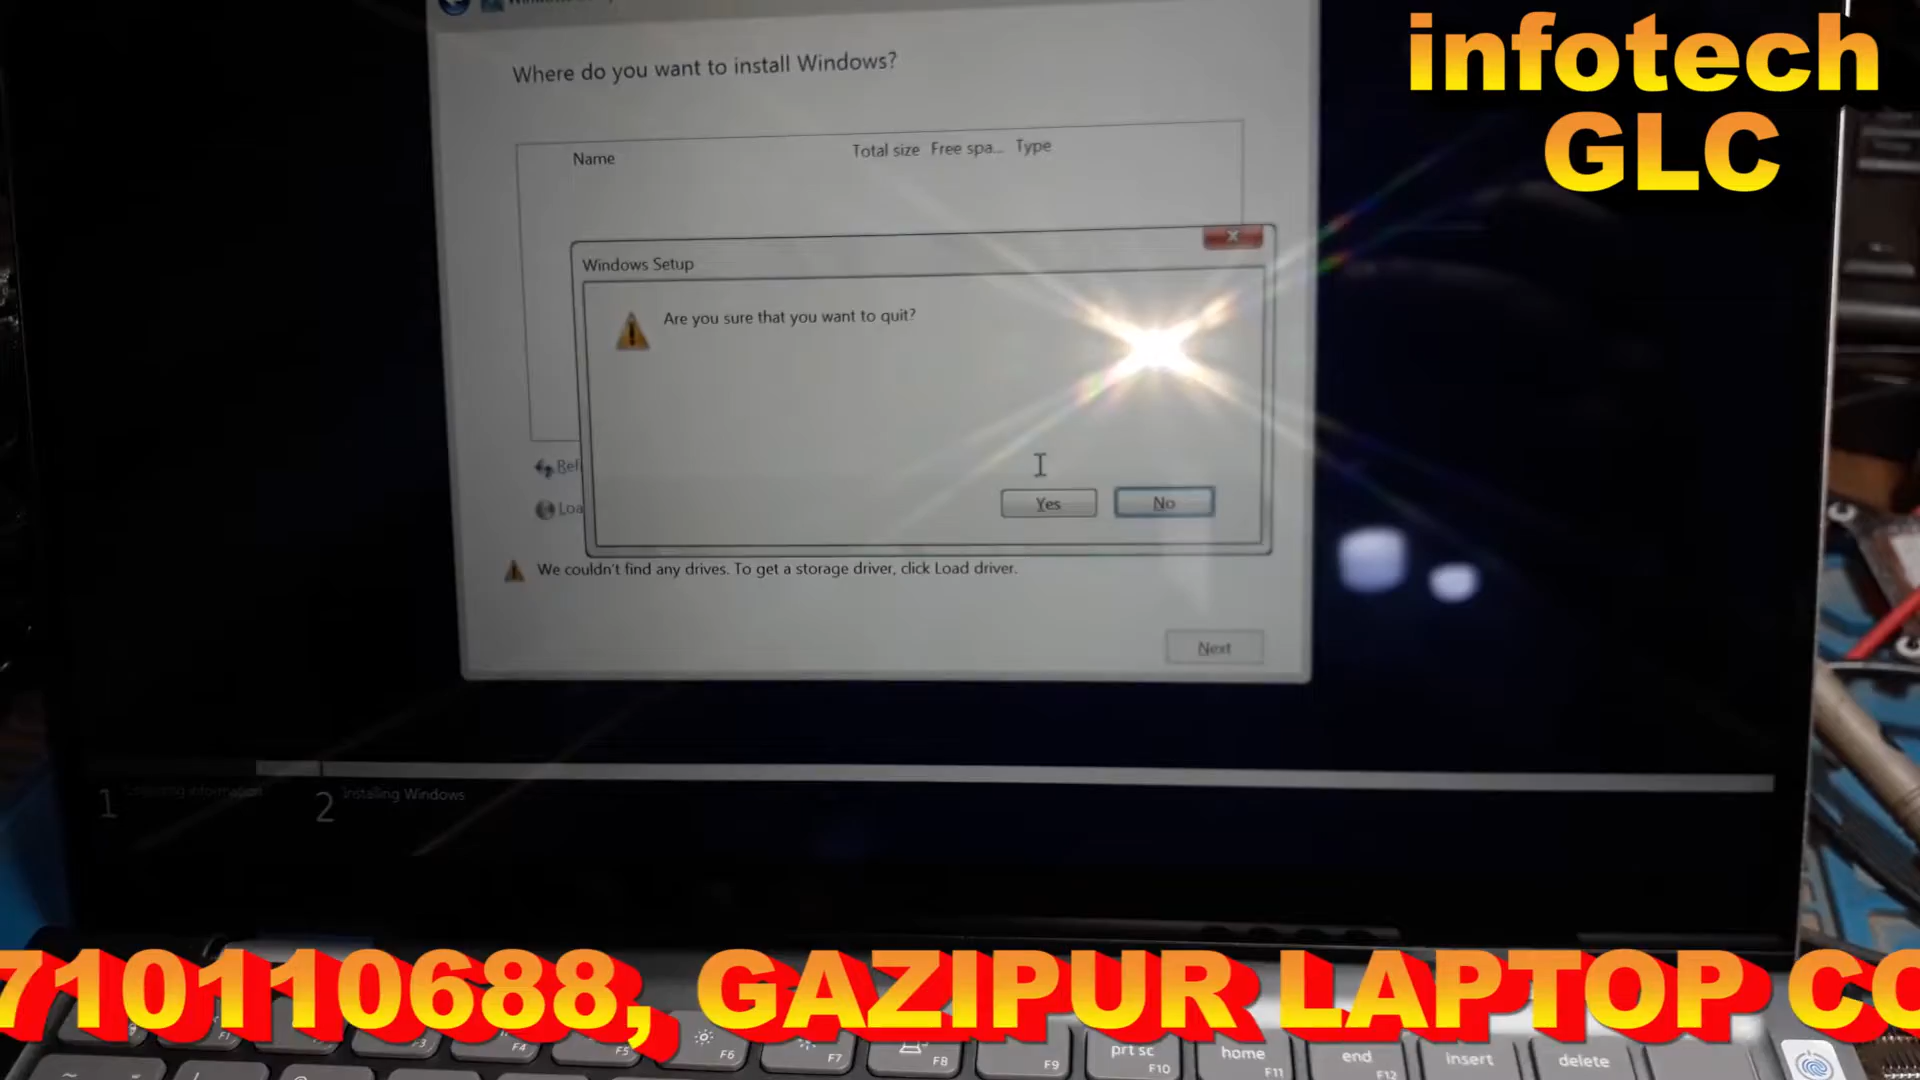 infotech
GLC
Where do you want to install Windows?
Name Total size Free spa... Type
Windows Setup
Are you sure that you want to quit?
Yes No
We couldn't find any drives. To get a storage driver, click Load driver.
Next
1 2 Installing Windows
710110688, GAZIPUR LAPTOP
F4 F5 F6 F7 F8 F9 prt sc F10 home F11 end F12 insert delete